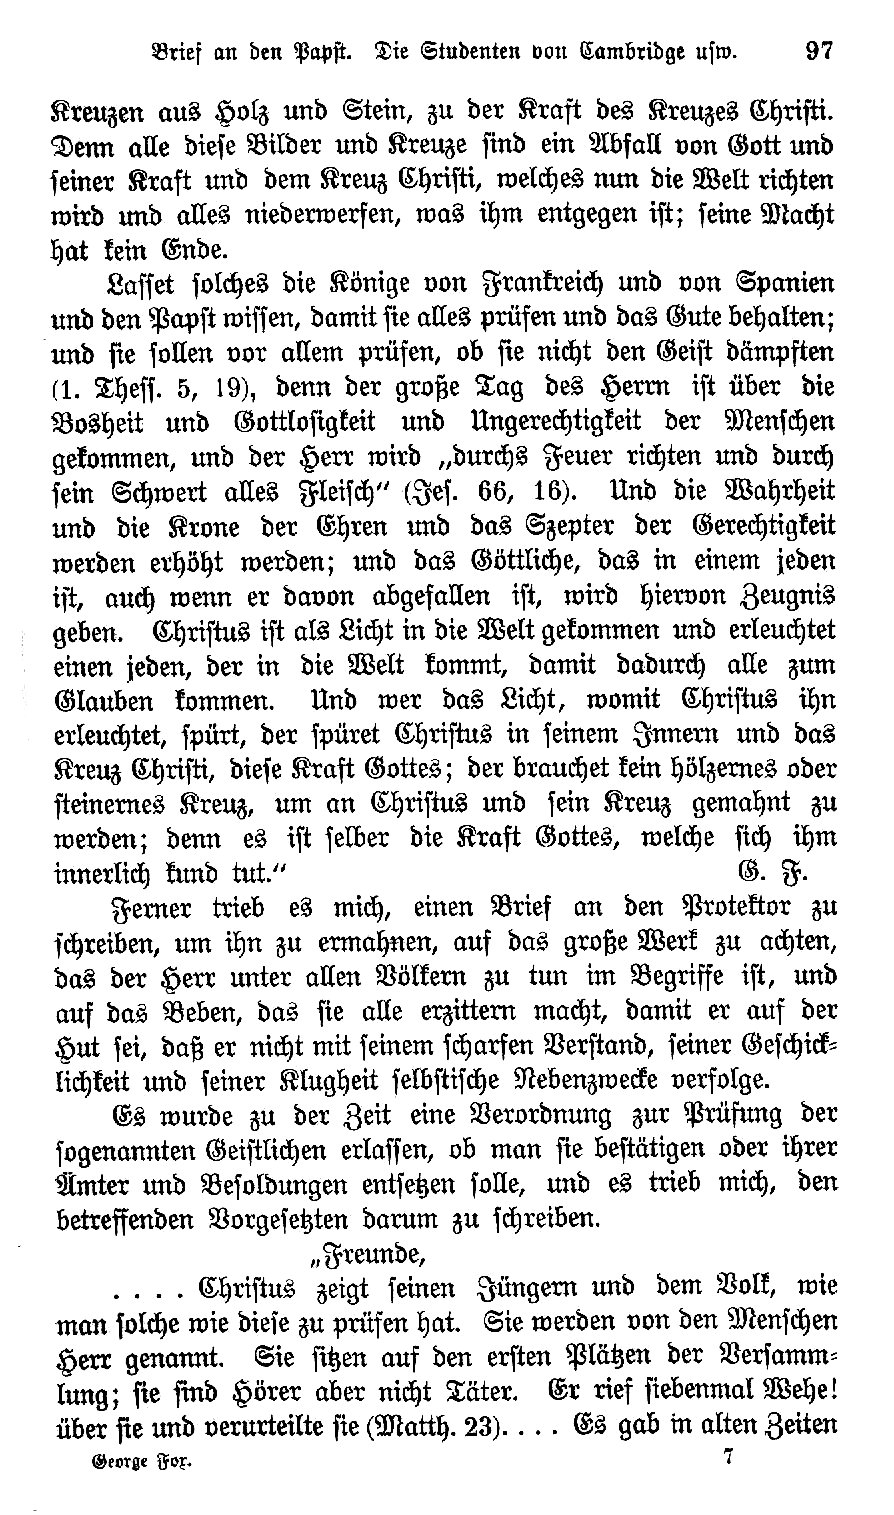 Brief an den Papst. Die Studenten von Cambridge usw. 97
Kreuzen aus Holz und Stein, zu der Kraft des Kreuzes Christi.
Denn alle diese Bilder und Kreuze sind ein Abfall von Gott und
seiner Kraft und dem Kreuz Christi, welches nun die Welt richten
wird und alles niederwerfen, was ihm entgegen ist; seine Macht
hat kein Ende.
Lasset solches die Könige von Frankreich und von Spanien
und den Papst wissen, damit sie alles prüfen und das Gute behalten;
und sie sollen vor allem prüfen, ob sie nicht den Geist dämpften
(1. Thess. 5, 19), denn der große Tag des Herrn ist über die
Bosheit und Gottlosigkeit und Ungerechtigkeit der Menschen
gekommen, und der Herr wird „durchs Feuer richten und durch
sein Schwert alles Fleisch" (Jes. 66, 16). Und die Wahrheit
und die Krone der Ehren und das Szepter der Gerechtigkeit
werden erhöht werden; und das Göttliche, das in einem jeden
ist, auch wenn er davon abgefallen ist, wird hiervon Zeugnis
geben. Christus ist als Licht in die Welt gekommen und erleuchtet
einen jeden, der in die Welt kommt, damit dadurch alle zum
Glauben kommen. Und wer das Licht, womit Christus ihn
erleuchtet, spürt, der spüret Christus in seinem Innern und das
Kreuz Christi, diese Kraft Gottes; der brauchet kein hölzernes oder
steinernes Kreuz, um an Christus und sein Kreuz gemahnt zu
werden; denn es ist selber die Kraft Gottes, welche sich ihm
innerlich kund tut." G. F.
Ferner trieb es mich, einen Brief an den Protektor zu
schreiben, um ihn zu ermahnen, auf das große Werk zu achten,
das der Herr unter allen Völkern zu tun im Begriffe ist, und
auf das Beben, das sie alle erzittern macht, damit er auf der
Hut sei, daß er nicht mit seinem scharfen Verstand, seiner Geschick-
lichkeit und seiner Klugheit selbstische Nebenzwecke verfolge.
Es wurde zu der Zeit eine Verordnung zur Prüfung der
sogenannten Geistlichen erlassen, ob man sie bestätigen oder ihrer
Ämter und Besoldungen entsetzen solle, und es trieb mich, den
betreffenden Vorgesetzten darum zu schreiben.
„Freunde,
. . . . Christus zeigt seinen Jüngern und dem Volk, wie
man solche wie diese zu prüfen hat. Sie werden von den Menschen
Herr genannt. Sie sitzen auf den ersten Plätzen der Versamm-
lung; sie sind Hörer aber nicht Täter. Er rief siebenmal Wehe!
über sie und verurteilte sie (Matth. 23). . . . Es gab in alten Zeiten
George Fox. 7